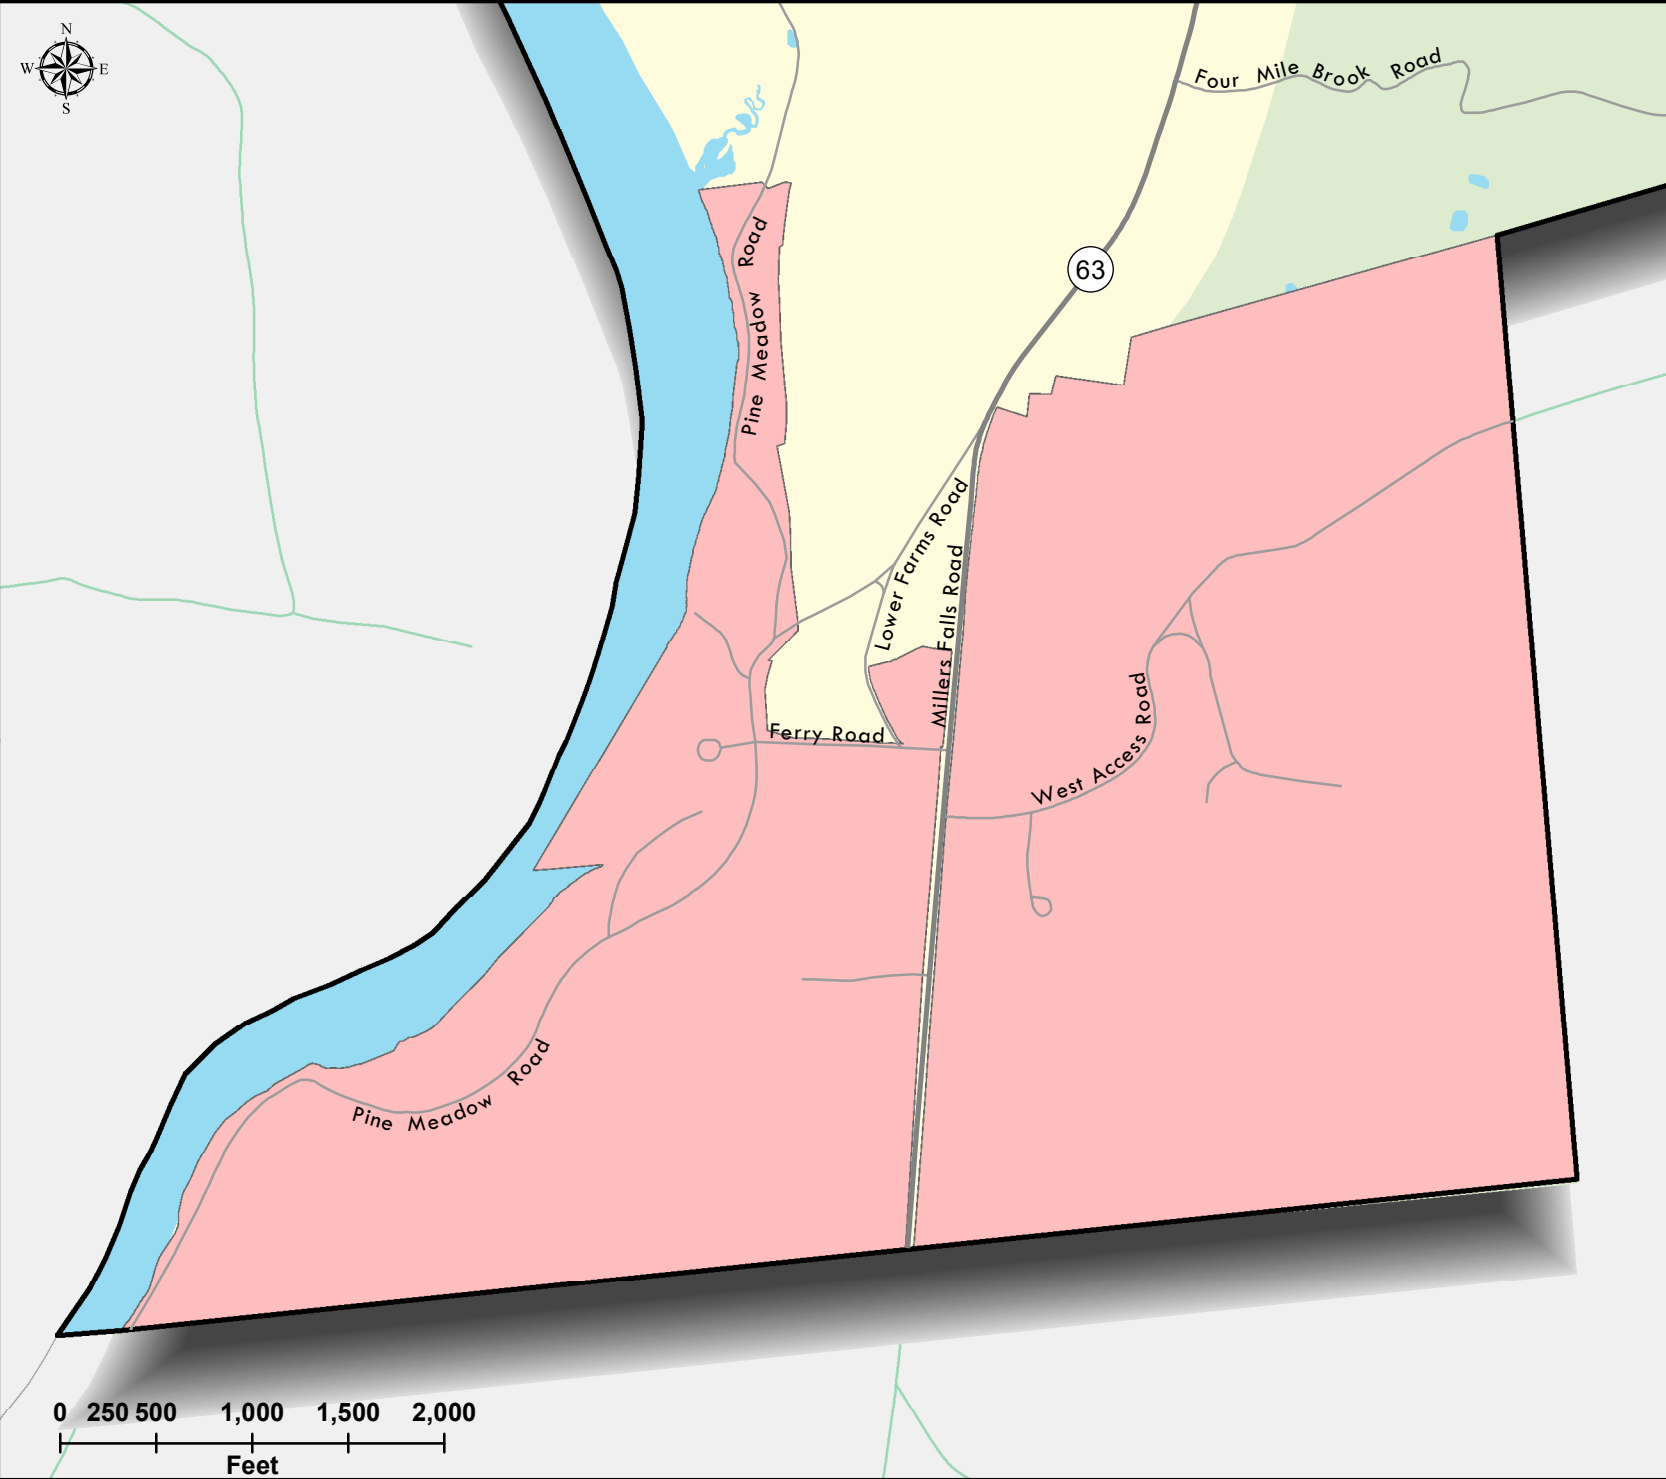 N
W E
S
Four Mile Brook Road
63
Pine Meadow Road
Lower Farms Road
Millers Falls Road
Ferry Road
West Access Road
Pine Meadow Road
0 250 500 1,000 1,500 2,000
Feet